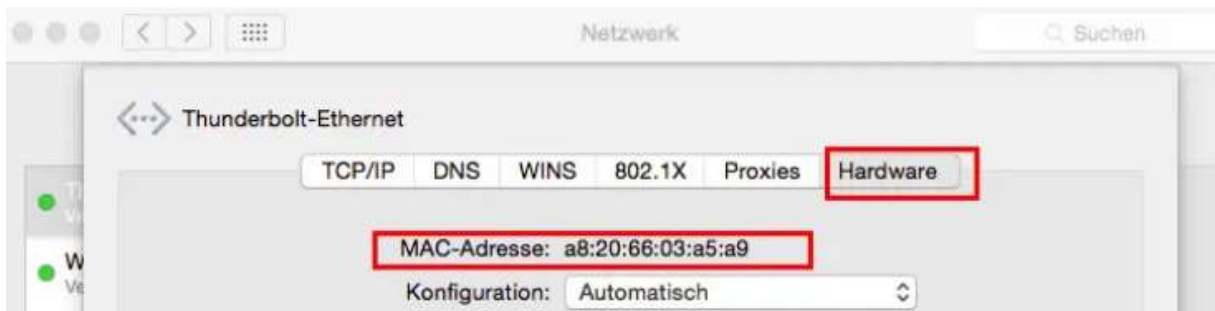 Netzwerk Suchen
Thunderbolt-Ethernet
TCP/IP DNS WINS 802.1X Proxies Hardware
MAC-Adresse: a8:20:66:03:a5:a9
W
Ve
Konfiguration: Automatisch